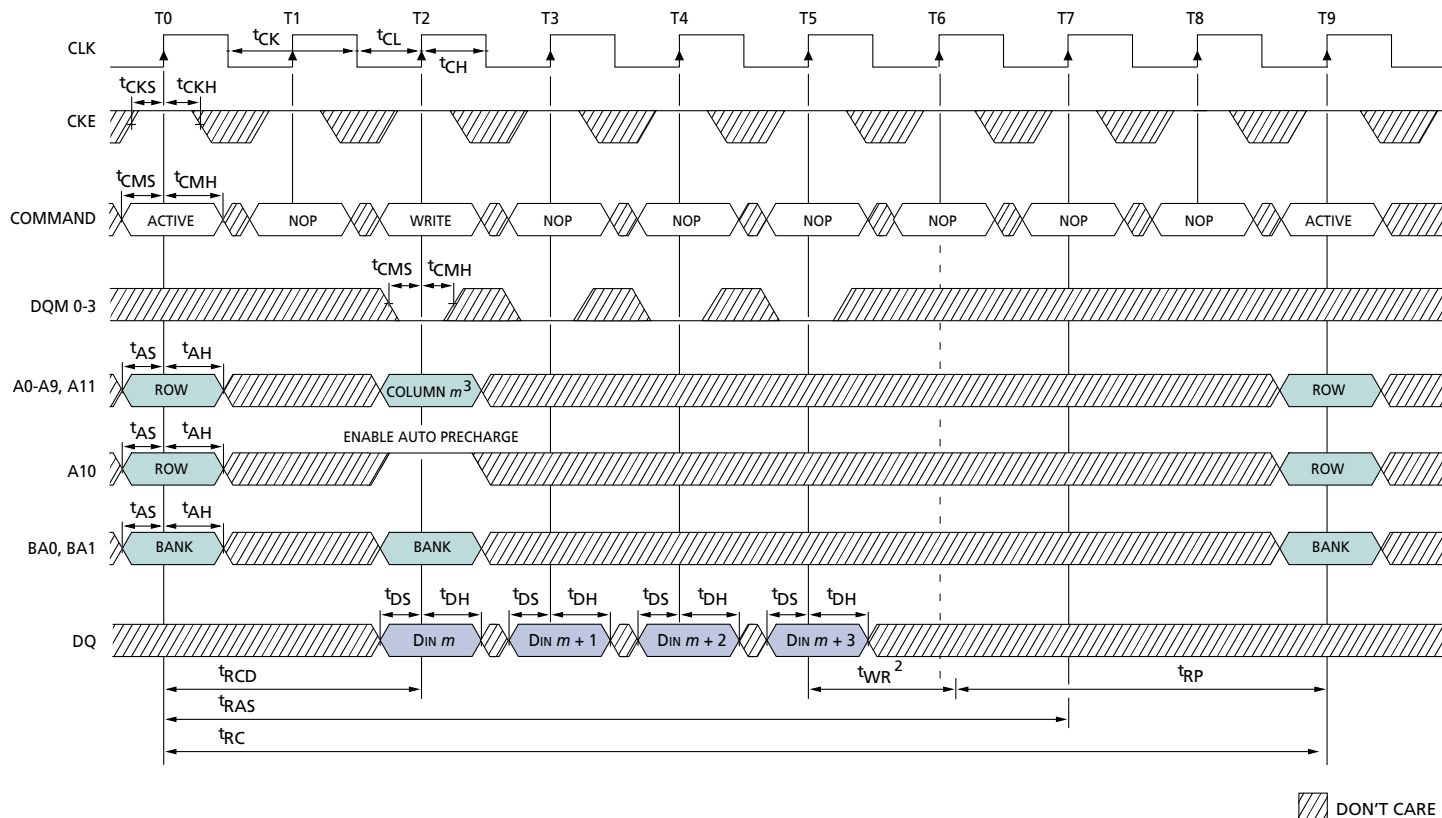 T0 T1 T2 T3 T4 T5 T6 T7 T8 T9
CLK tCK tCL tCH
tCKS tCKH
CKE
tCMS tCMH
COMMAND ACTIVE NOP WRITE NOP NOP NOP NOP NOP NOP ACTIVE
tCMS tCMH
DQM 0-3
tAS tAH
A0-A9, A11 ROW COLUMN m3 ROW
tAS tAH ENABLE AUTO PRECHARGE
A10 ROW ROW
tAS tAH
BA0, BA1 BANK BANK BANK
tDS tDH tDS tDH tDS tDH tDS tDH
DQ DIN m DIN m + 1 DIN m + 2 DIN m + 3
tRCD tWR 2 tRP
tRAS
tRC
DON'T CARE